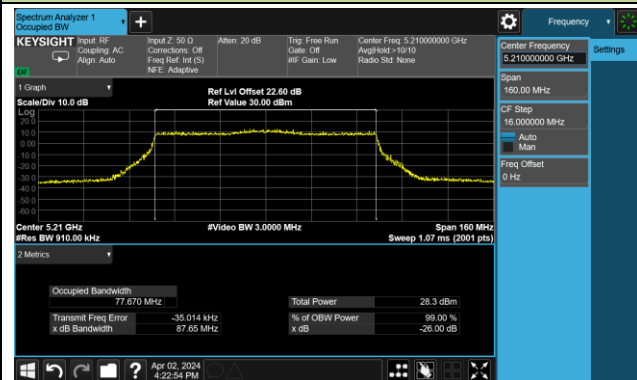 Spectrum Analyzer 1
Occupied BW
Frequency
KEYSIGHT
Input: RF
Coupling: AC
Align: Auto
Input Z: 50 Ω
Corrections: Off
Freq Ref: Int (S)
NFE: Adaptive
Atten: 20 dB
Trig: Free Run
Gate: Off
#IF Gain: Low
Center Freq: 5.210000000 GHz
Avg|Hold:>10/10
Radio Std: None
Center Frequency
5.210000000 GHz
Settings
Span
160.00 MHz
CF Step
16.000000 MHz
Auto
Man
Freq Offset
0 Hz
1 Graph
Scale/Div 10.0 dB
Ref Lvl Offset 22.60 dB
Ref Value 30.00 dBm
Log
20.0
10.0
0.00
-10.0
-20.0
-30.0
-40.0
-50.0
-60.0
Center 5.21 GHz
#Res BW 910.00 kHz
#Video BW 3.0000 MHz
Span 160 MHz
Sweep 1.07 ms (2001 pts)
2 Metrics
Occupied Bandwidth
77.670 MHz
Total Power 28.3 dBm
Transmit Freq Error -35.014 kHz
% of OBW Power 99.00 %
x dB Bandwidth 87.65 MHz
x dB -26.00 dB
Apr 02, 2024
4:22:54 PM